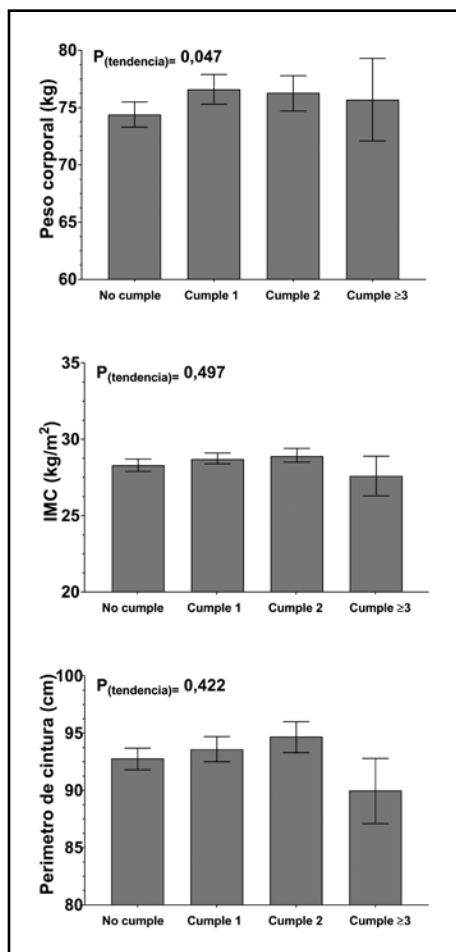 P(tendencia)= 0,047
Peso corporal (kg)
80
75
70
65
60
No cumple Cumple 1 Cumple 2 Cumple ≥3
P(tendencia)= 0,497
IMC (kg/m²)
35
30
25
20
No cumple Cumple 1 Cumple 2 Cumple ≥3
P(tendencia)= 0,422
Perimetro de cintura (cm)
100
95
90
85
80
No cumple Cumple 1 Cumple 2 Cumple ≥3